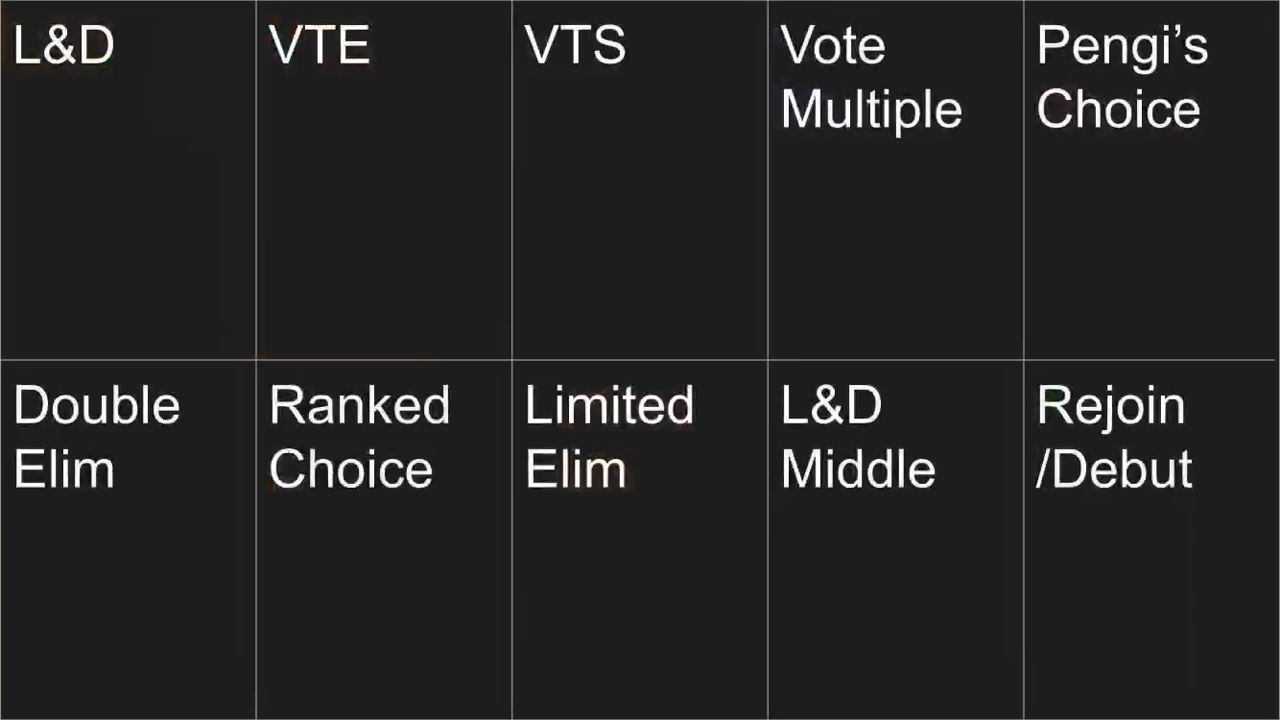 L&D
VTE
VTS
Vote
Multiple
Pengi's
Choice
Double
Elim
Ranked
Choice
Limited
Elim
L&D
Middle
Rejoin
/Debut